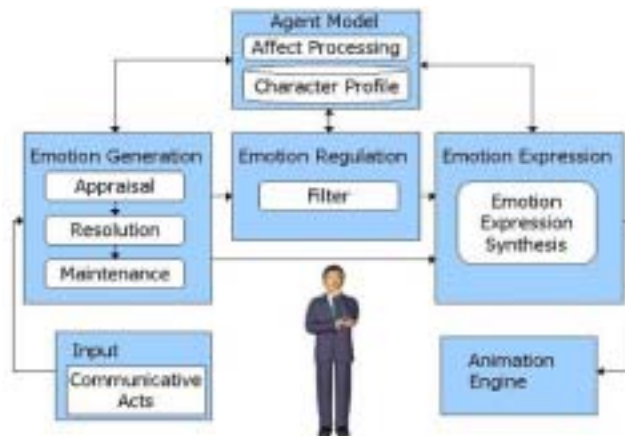 Agent Model
Affect Processing
Character Profile
Emotion Generation
Appraisal
Resolution
Maintenance
Emotion Regulation
Filter
Emotion Expression
Emotion
Expression
Synthesis
Input
Communicative
Acts
Animation
Engine